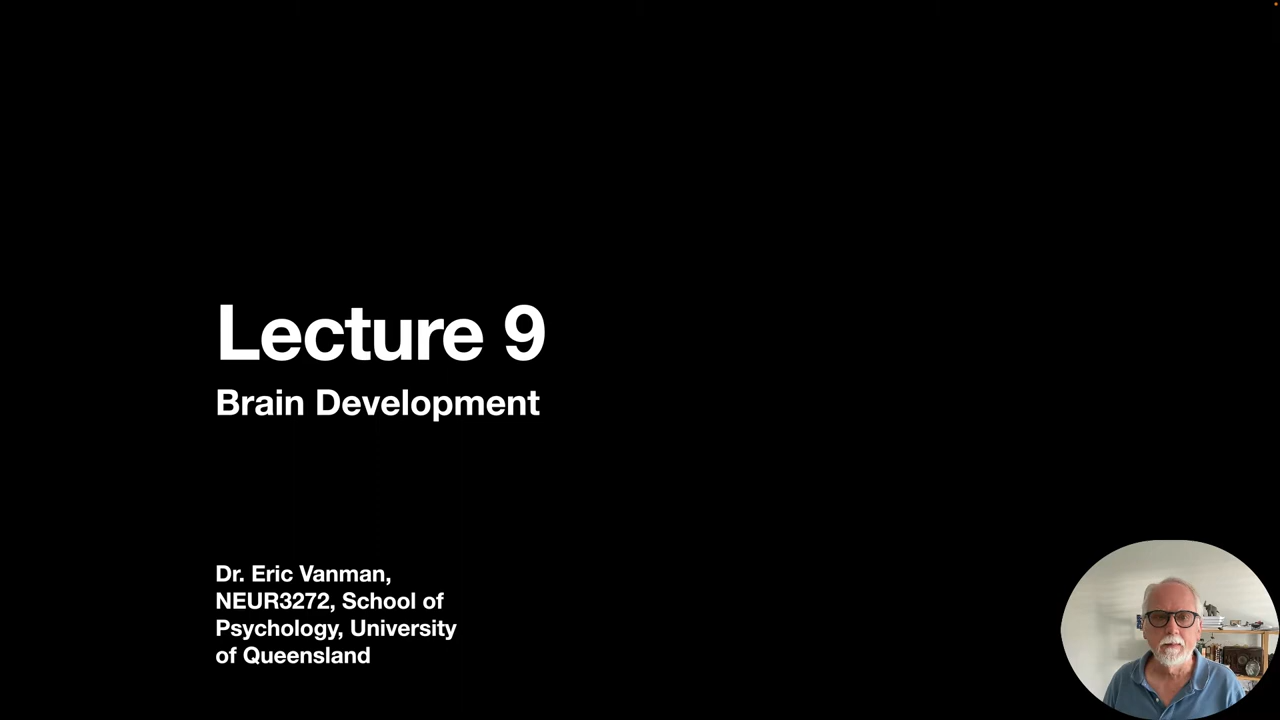 Lecture 9
Brain Development
Dr. Eric Vanman,
NEUR3272, School of
Psychology, University
of Queensland